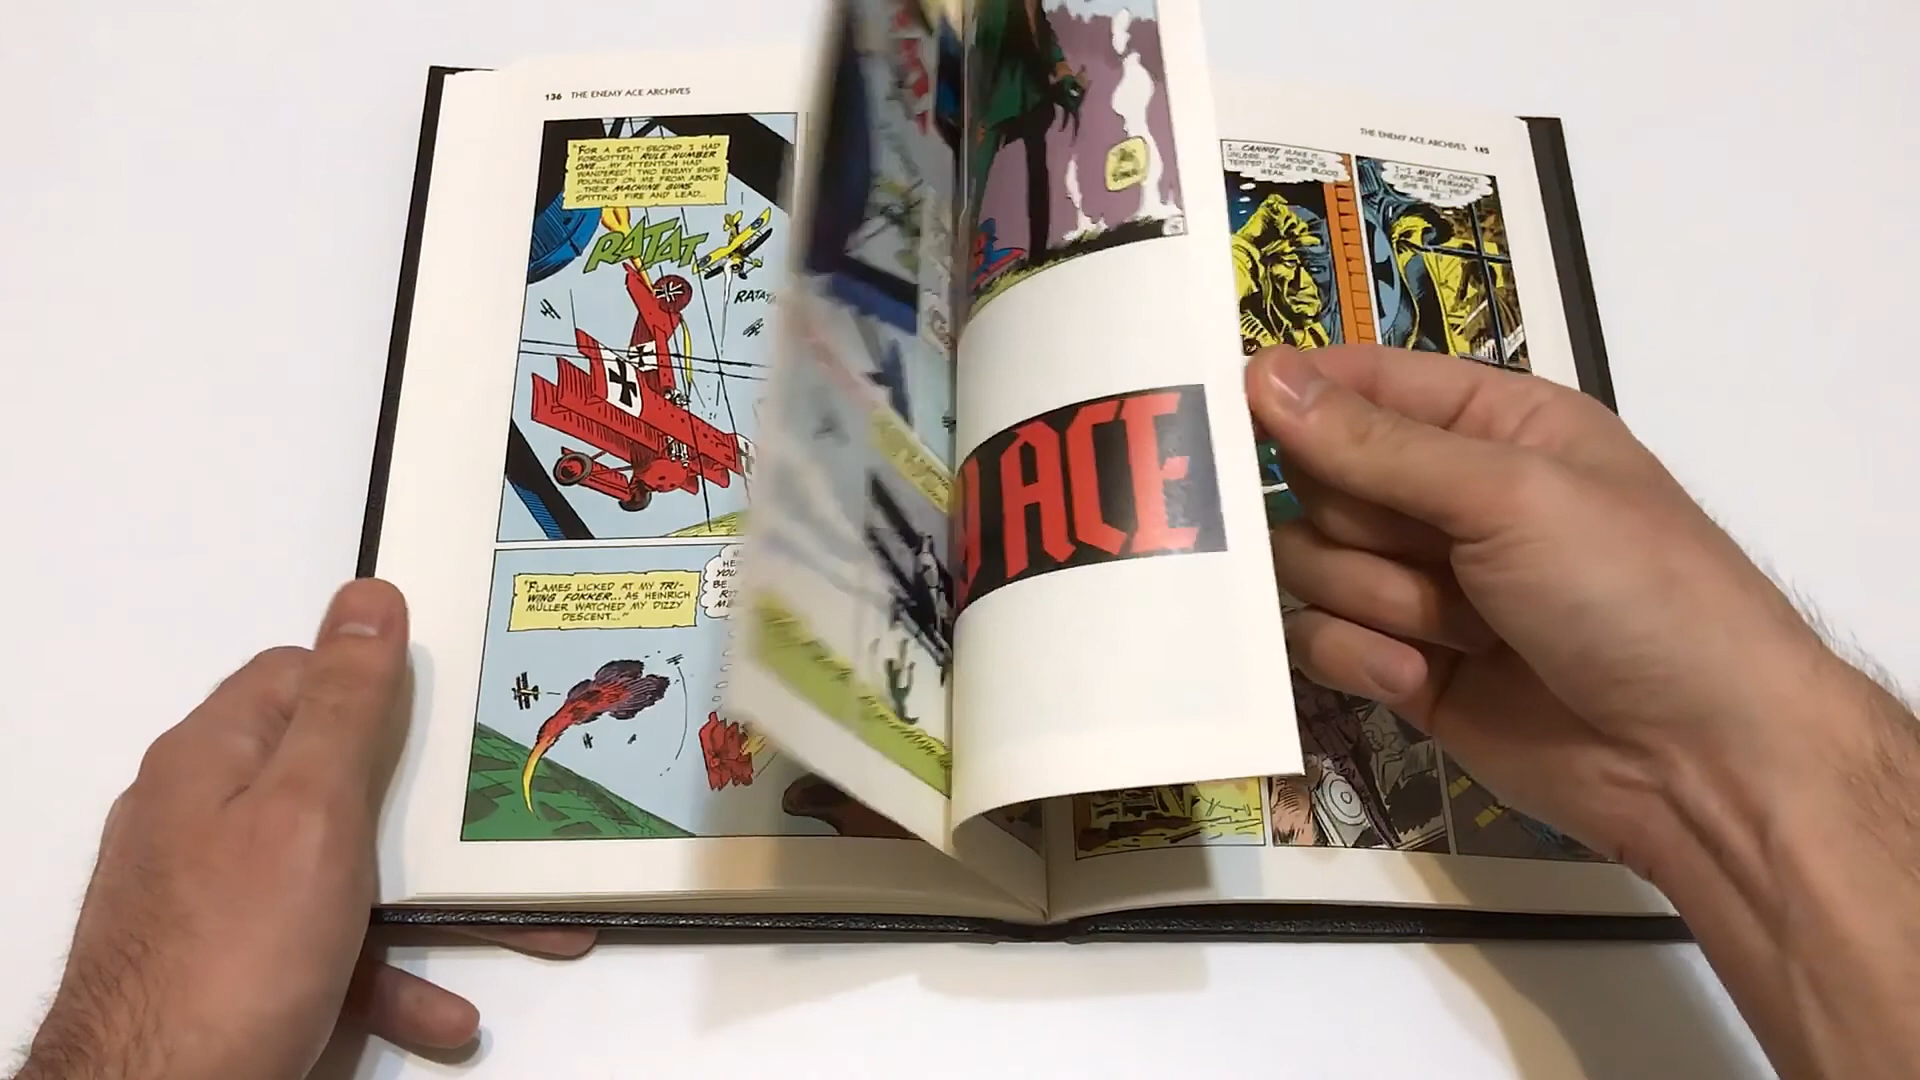 136 THE ENEMY ACE ARCHIVES
"FOR A SPLIT-SECOND I HAD
FORGOTTEN RULE NUMBER
ONE... MY ATTENTION HAD
WANDERED! TWO ENEMY SHIPS
POUNCED ON ME FROM ABOVE
...THEIR MACHINE GUNS
SPITTING FIRE AND LEAD...
RATAT
RATAT
"FLAMES LICKED AT MY TRI-
WING FOKKER... AS HEINRICH
MÜLLER WATCHED MY DIZZY
DESCENT..."
ACE
THE ENEMY ACE ARCHIVES 143
I CANNOT MAKE IT...
UNLESS...MY WOUND IS
TENDED! LOSS OF BLOOD...
WEAK...
I--I MUST CHANCE
CAPTURE! PERHAPS...
SHE WILL...HELP
ME...!